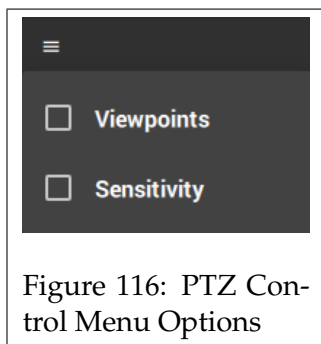 Viewpoints
Sensitivity
Figure 116: PTZ Con-
trol Menu Options